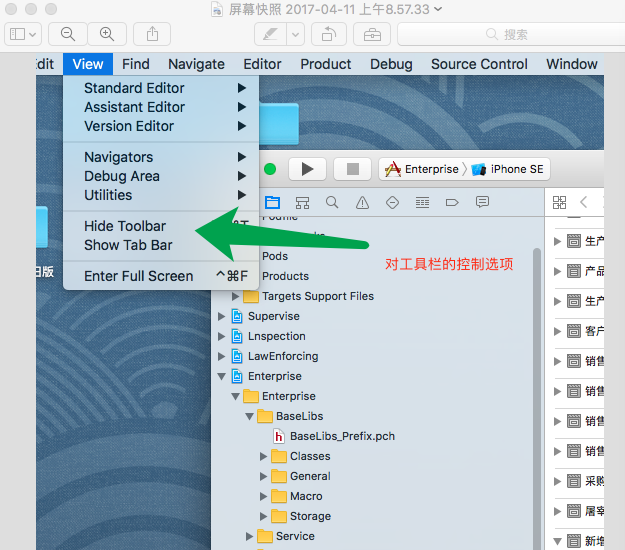 屏幕快照 2017-04-11 上午8.57.33
搜索
dit View Find Navigate Editor Product Debug Source Control Window
Standard Editor
Assistant Editor
Version Editor
Navigators
Debug Area
Utilities
Hide Toolbar
Show Tab Bar
Enter Full Screen ^⌘F
旧版
Enterprise 〉 iPhone SE
对工具栏的控制选项
Pods
Products
Targets Support Files
Supervise
Lnspection
LawEnforcing
Enterprise
Enterprise
BaseLibs
BaseLibs_Prefix.pch
Classes
General
Macro
Storage
Service
生产
产品
生产
客户
销售
销售
销售
销售
采购
屠宰
新增